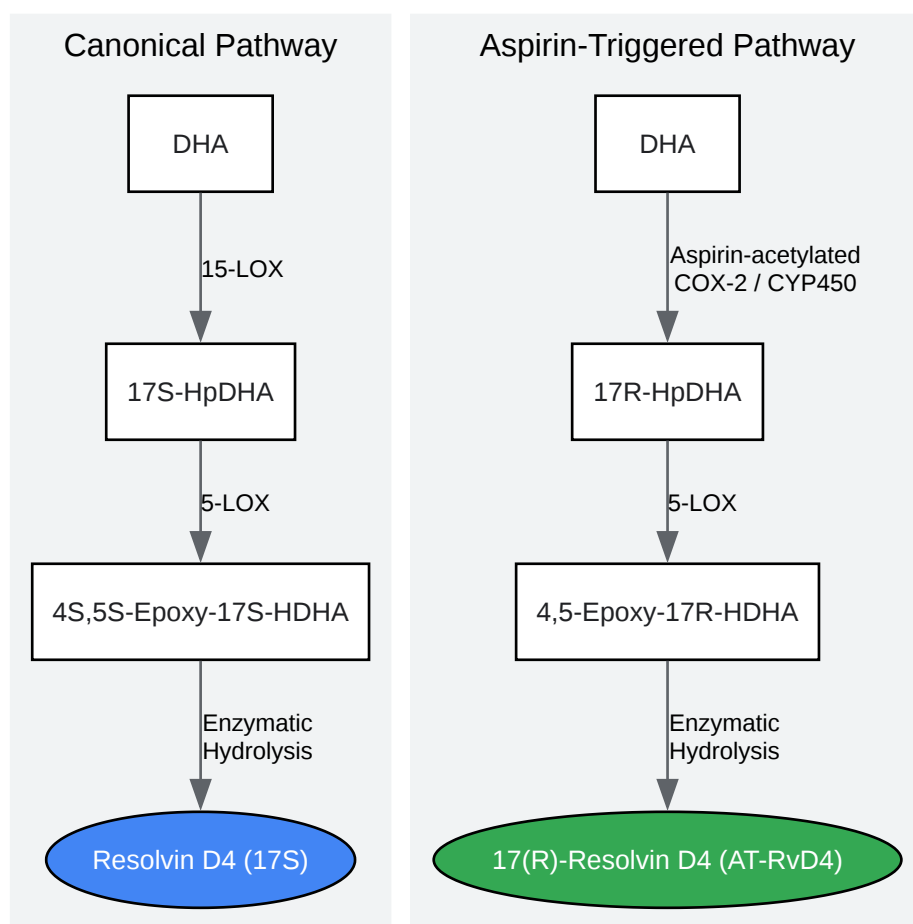 Canonical Pathway
DHA
15-LOX
17S-HpDHA
5-LOX
4S,5S-Epoxy-17S-HDHA
Enzymatic
Hydrolysis
Resolvin D4 (17S)
Aspirin-Triggered Pathway
DHA
Aspirin-acetylated
COX-2 / CYP450
17R-HpDHA
5-LOX
4,5-Epoxy-17R-HDHA
Enzymatic
Hydrolysis
17(R)-Resolvin D4 (AT-RvD4)